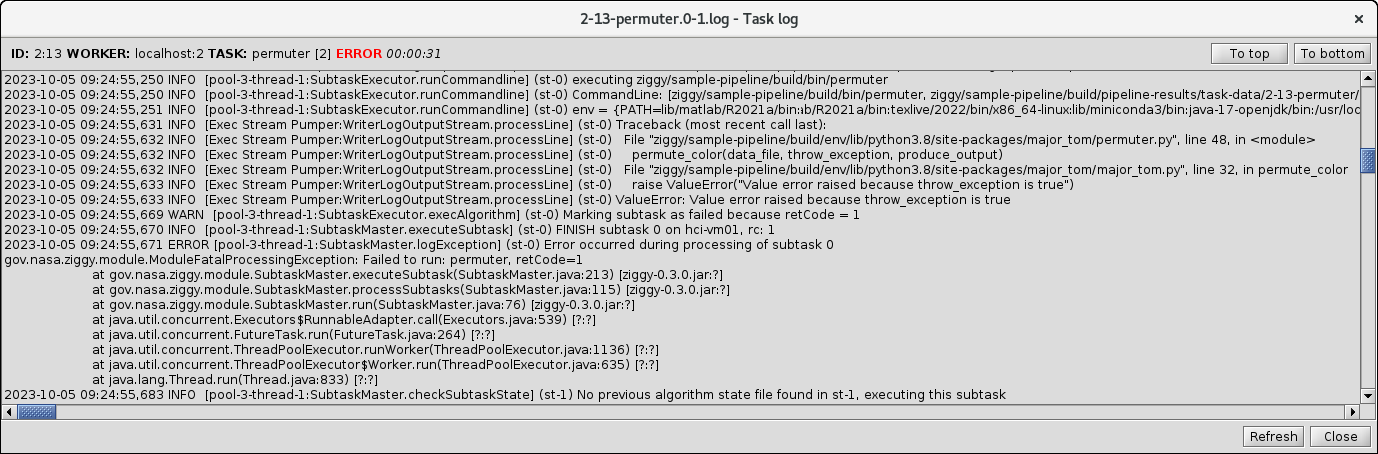 2-13-permuter.0-1.log - Task log
ID: 2:13 WORKER: localhost:2 TASK: permuter [2] ERROR 00:00:31
To top
To bottom
2023-10-05 09:24:55,250 INFO [pool-3-thread-1:SubtaskExecutor.runCommandline] (st-0) executing ziggy/sample-pipeline/build/bin/permuter
2023-10-05 09:24:55,250 INFO [pool-3-thread-1:SubtaskExecutor.runCommandline] (st-0) CommandLine: [ziggy/sample-pipeline/build/bin/permuter, ziggy/sample-pipeline/build/pipeline-results/task-data/2-13-permuter/
2023-10-05 09:24:55,251 INFO [pool-3-thread-1:SubtaskExecutor.runCommandline] (st-0) env = {PATH=lib/matlab/R2021a/bin:ıb/R2021a/bin:texlive/2022/bin/x86_64-linux:lib/miniconda3/bin:java-17-openjdk/bin:/usr/loc
2023-10-05 09:24:55,631 INFO [Exec Stream Pumper:WriterLogOutputStream.processLine] (st-0) Traceback (most recent call last):
2023-10-05 09:24:55,632 INFO [Exec Stream Pumper:WriterLogOutputStream.processLine] (st-0) File "ziggy/sample-pipeline/build/env/lib/python3.8/site-packages/major_tom/permuter.py", line 48, in <module>
2023-10-05 09:24:55,632 INFO [Exec Stream Pumper:WriterLogOutputStream.processLine] (st-0) permute_color(data_file, throw_exception, produce_output)
2023-10-05 09:24:55,632 INFO [Exec Stream Pumper:WriterLogOutputStream.processLine] (st-0) File "ziggy/sample-pipeline/build/env/lib/python3.8/site-packages/major_tom/major_tom.py", line 32, in permute_color
2023-10-05 09:24:55,633 INFO [Exec Stream Pumper:WriterLogOutputStream.processLine] (st-0) raise ValueError("Value error raised because throw_exception is true")
2023-10-05 09:24:55,633 INFO [Exec Stream Pumper:WriterLogOutputStream.processLine] (st-0) ValueError: Value error raised because throw_exception is true
2023-10-05 09:24:55,669 WARN [pool-3-thread-1:SubtaskExecutor.execAlgorithm] (st-0) Marking subtask as failed because retCode = 1
2023-10-05 09:24:55,670 INFO [pool-3-thread-1:SubtaskMaster.executeSubtask] (st-0) FINISH subtask 0 on hci-vm01, rc: 1
2023-10-05 09:24:55,671 ERROR [pool-3-thread-1:SubtaskMaster.logException] (st-0) Error occurred during processing of subtask 0
gov.nasa.ziggy.module.ModuleFatalProcessingException: Failed to run: permuter, retCode=1
at gov.nasa.ziggy.module.SubtaskMaster.executeSubtask(SubtaskMaster.java:213) [ziggy-0.3.0.jar:?]
at gov.nasa.ziggy.module.SubtaskMaster.processSubtasks(SubtaskMaster.java:115) [ziggy-0.3.0.jar:?]
at gov.nasa.ziggy.module.SubtaskMaster.run(SubtaskMaster.java:76) [ziggy-0.3.0.jar:?]
at java.util.concurrent.Executors$RunnableAdapter.call(Executors.java:539) [?:?]
at java.util.concurrent.FutureTask.run(FutureTask.java:264) [?:?]
at java.util.concurrent.ThreadPoolExecutor.runWorker(ThreadPoolExecutor.java:1136) [?:?]
at java.util.concurrent.ThreadPoolExecutor$Worker.run(ThreadPoolExecutor.java:635) [?:?]
at java.lang.Thread.run(Thread.java:833) [?:?]
2023-10-05 09:24:55,683 INFO [pool-3-thread-1:SubtaskMaster.checkSubtaskState] (st-1) No previous algorithm state file found in st-1, executing this subtask
Refresh
Close